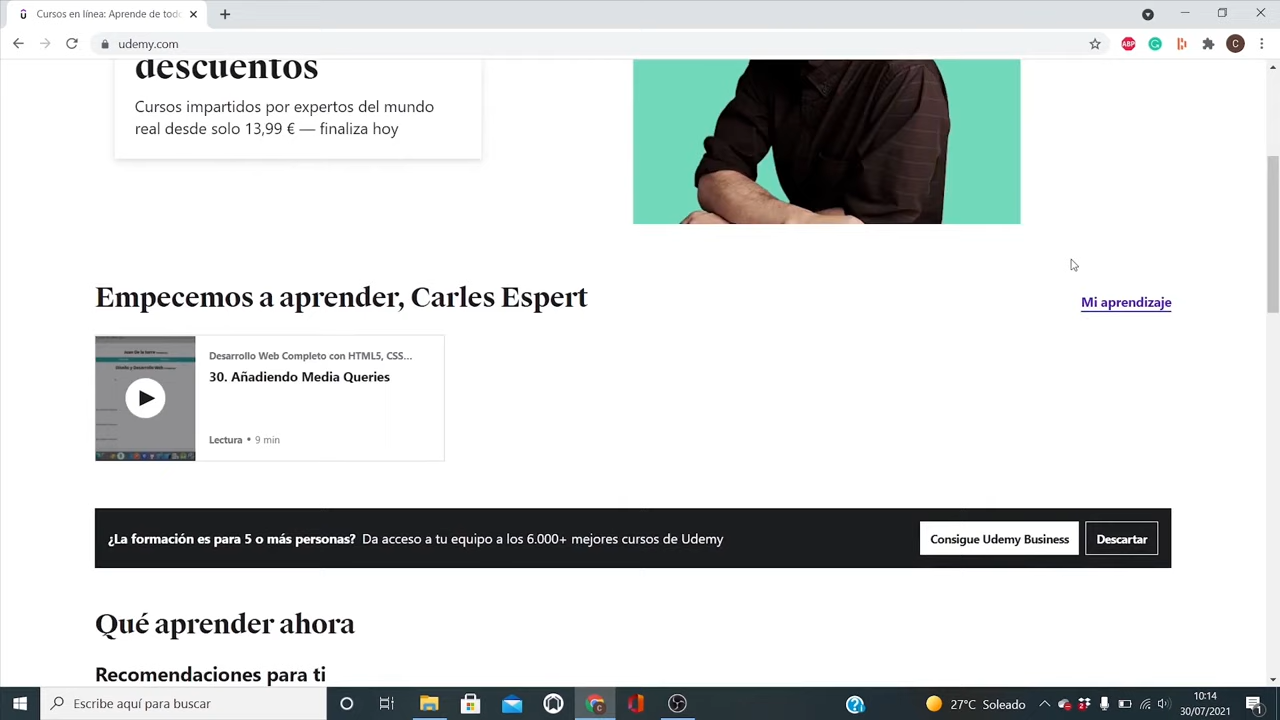 Cursos en línea: Aprende de tod
udemy.com
ABP
C
descuentos
Cursos impartidos por expertos del mundo
real desde solo 13,99 € — finaliza hoy
Empecemos a aprender, Carles Espert
Mi aprendizaje
Desarrollo Web Completo con HTML5, CSS...
30. Añadiendo Media Queries
Lectura • 9 min
¿La formación es para 5 o más personas? Da acceso a tu equipo a los 6.000+ mejores cursos de Udemy
Consigue Udemy Business
Descartar
Qué aprender ahora
Recomendaciones para ti
Escribe aquí para buscar
27°C Soleado
10:14
30/07/2021